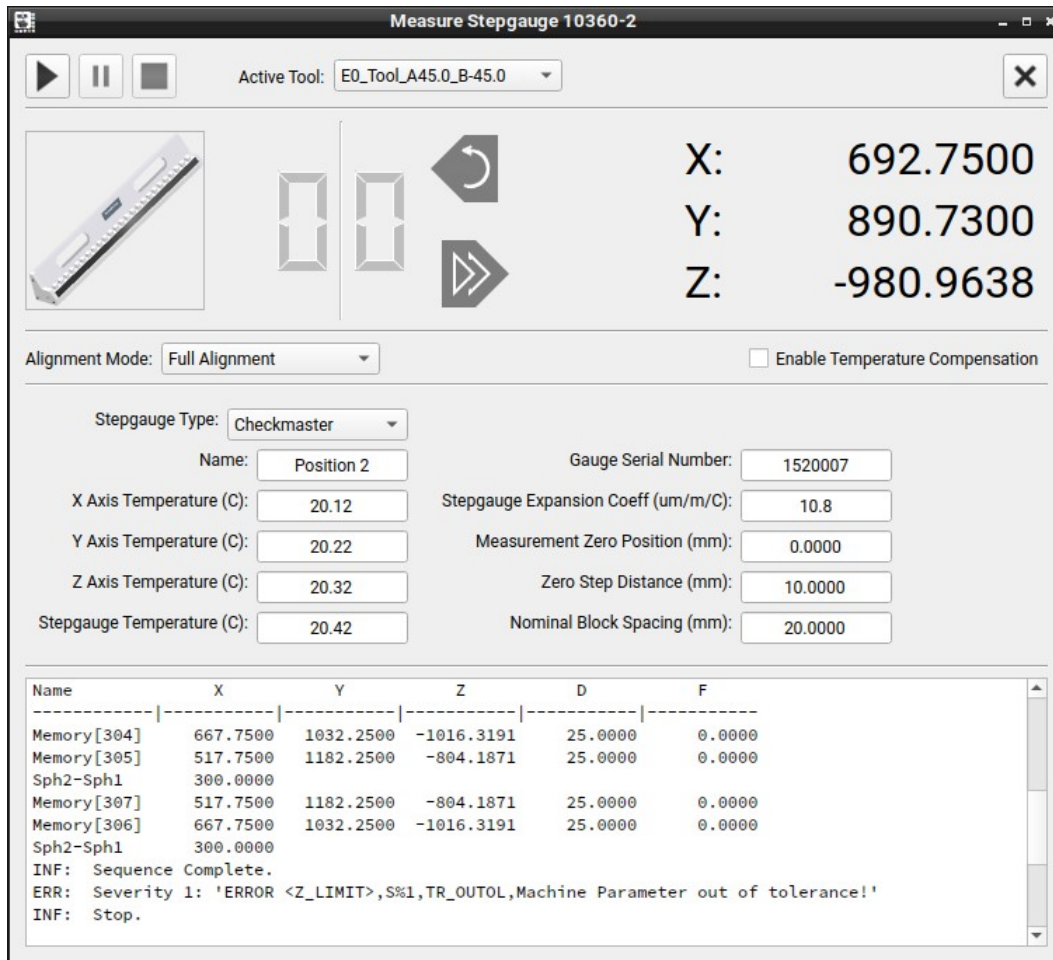 Measure Stepgauge 10360-2
Active Tool: E0_Tool_A45.0_B-45.0
X: 692.7500
Y: 890.7300
Z: -980.9638
Alignment Mode: Full Alignment Enable Temperature Compensation
Stepgauge Type: Checkmaster
Name: Position 2 Gauge Serial Number: 1520007
X Axis Temperature (C): 20.12 Stepgauge Expansion Coeff (um/m/C): 10.8
Y Axis Temperature (C): 20.22 Measurement Zero Position (mm): 0.0000
Z Axis Temperature (C): 20.32 Zero Step Distance (mm): 10.0000
Stepgauge Temperature (C): 20.42 Nominal Block Spacing (mm): 20.0000
Name X Y Z D F
------------|-----------|-----------|-----------|-----------|-----------
Memory[304] 667.7500 1032.2500 -1016.3191 25.0000 0.0000
Memory[305] 517.7500 1182.2500 -804.1871 25.0000 0.0000
Sph2-Sph1 300.0000
Memory[307] 517.7500 1182.2500 -804.1871 25.0000 0.0000
Memory[306] 667.7500 1032.2500 -1016.3191 25.0000 0.0000
Sph2-Sph1 300.0000
INF: Sequence Complete.
ERR: Severity 1: 'ERROR <Z_LIMIT>,S%1,TR_OUTOL,Machine Parameter out of tolerance!'
INF: Stop.